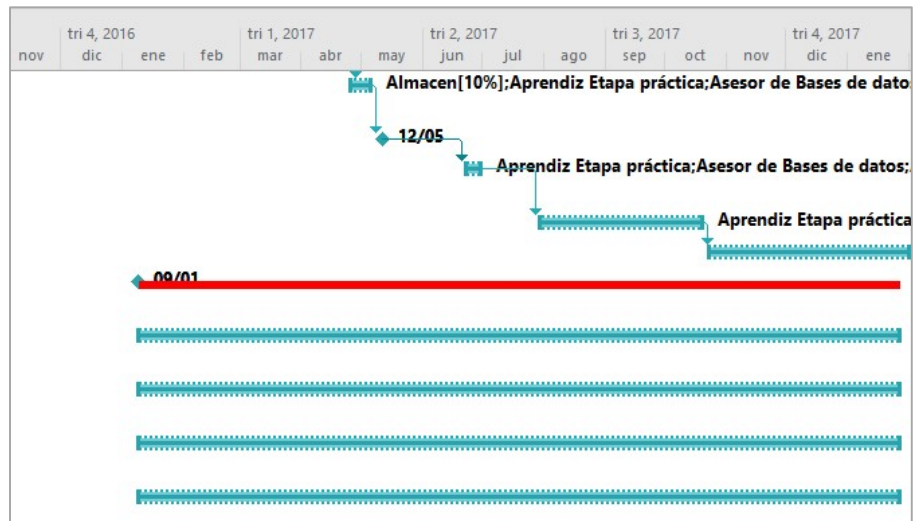 tri 4, 2016 tri 1, 2017 tri 2, 2017 tri 3, 2017 tri 4, 2017
nov dic ene feb mar abr may jun jul ago sep oct nov dic ene
Almacen[10%];Aprendiz Etapa práctica;Asesor de Bases de dato
12/05
Aprendiz Etapa práctica;Asesor de Bases de datos;
Aprendiz Etapa práctica
09/01